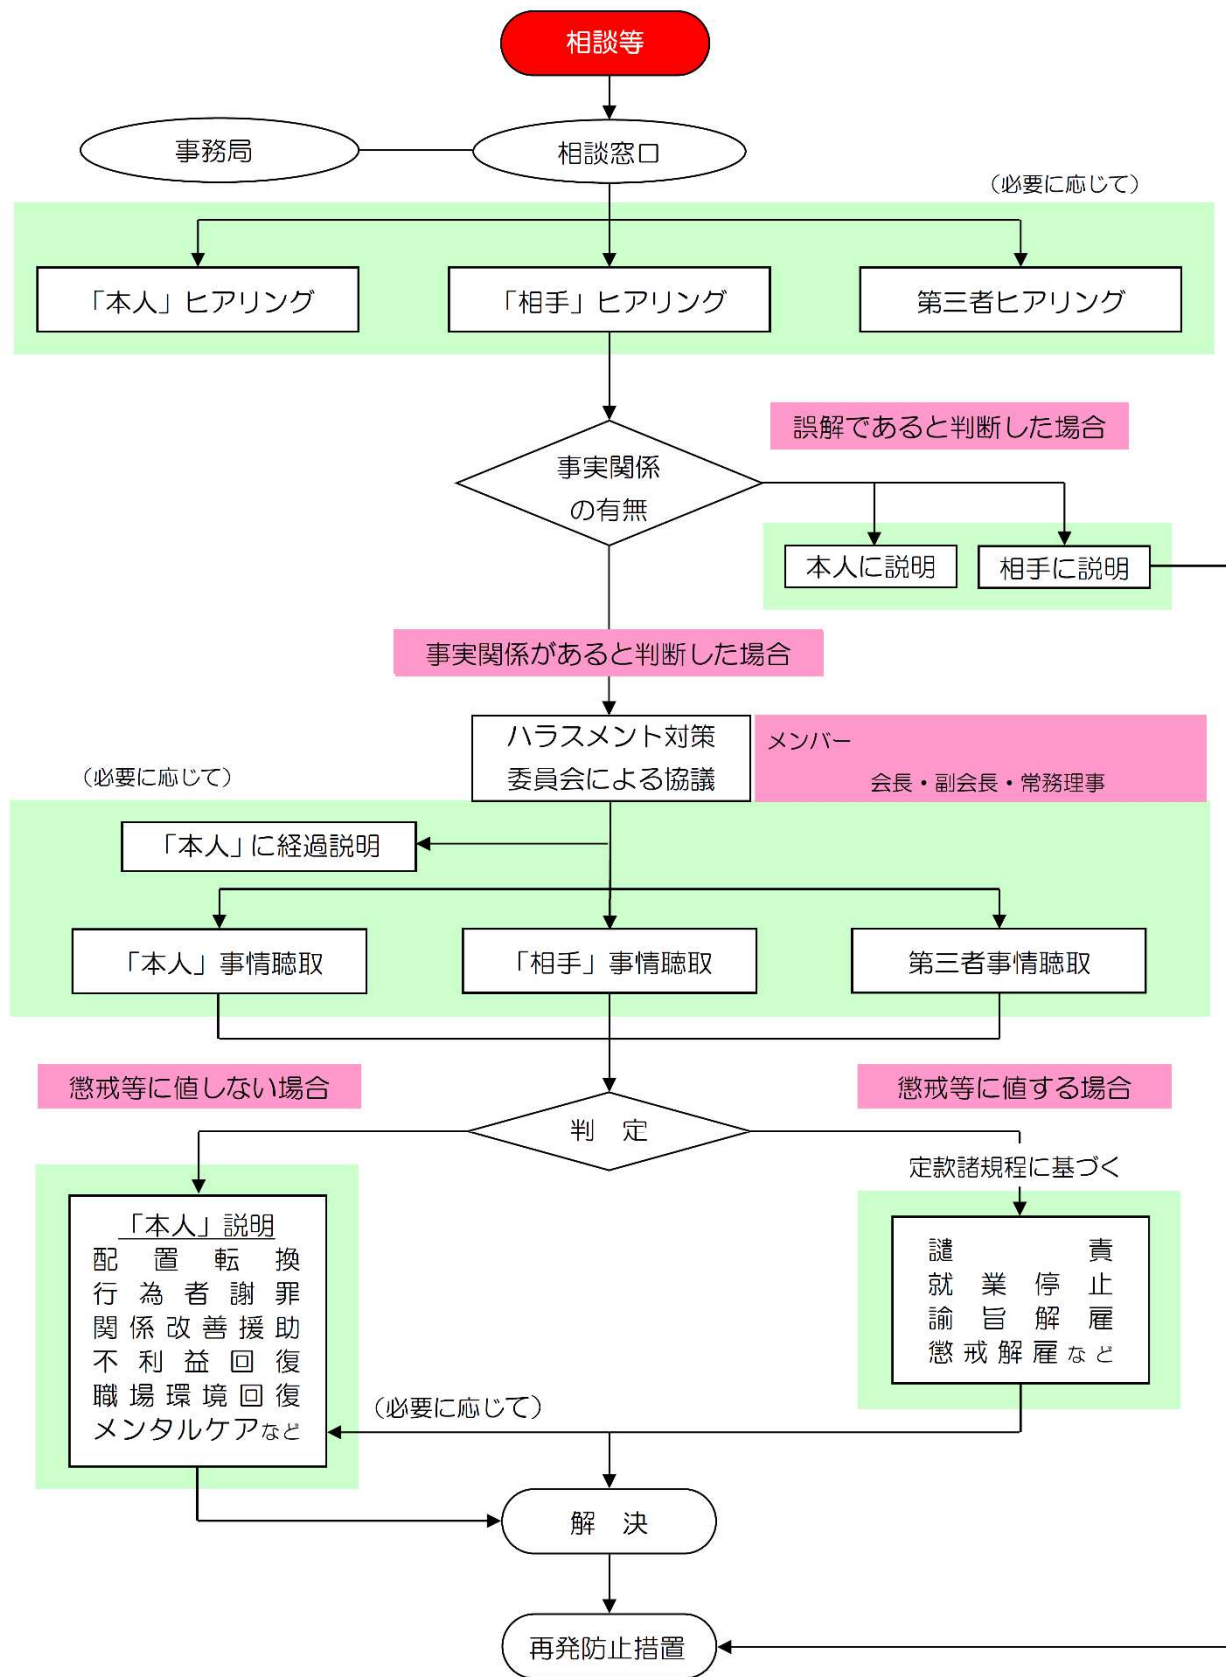 相談等
事務局
相談窓口
（必要に応じて）
「本人」ヒアリング
「相手」ヒアリング
第三者ヒアリング
誤解であると判断した場合
事実関係
の有無
本人に説明
相手に説明
事実関係があると判断した場合
ハラスメント対策
委員会による協議
メンバー
会長・副会長・常務理事
（必要に応じて）
「本人」に経過説明
「本人」事情聴取
「相手」事情聴取
第三者事情聴取
懲戒等に値しない場合
懲戒等に値する場合
判　定
定款諸規程に基づく
「本人」説明
配置転換
行為者謝罪
関係改善援助
不利益回復
職場環境回復
メンタルケアなど
譴責
就業停止
諭旨解雇
懲戒解雇など
（必要に応じて）
解　決
再発防止措置